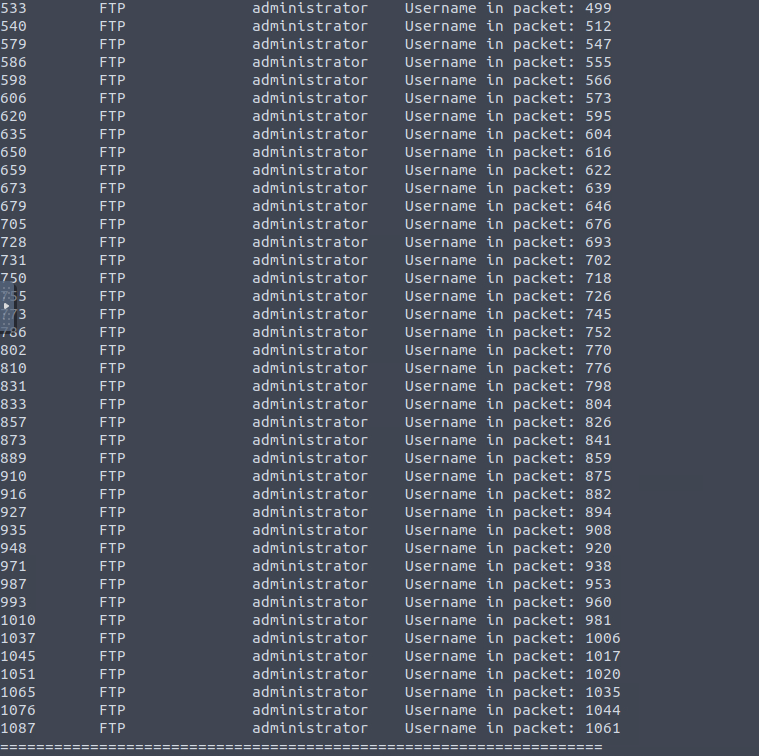 533 FTP administrator Username in packet: 499
540 FTP administrator Username in packet: 512
579 FTP administrator Username in packet: 547
586 FTP administrator Username in packet: 555
598 FTP administrator Username in packet: 566
606 FTP administrator Username in packet: 573
620 FTP administrator Username in packet: 595
635 FTP administrator Username in packet: 604
650 FTP administrator Username in packet: 616
659 FTP administrator Username in packet: 622
673 FTP administrator Username in packet: 639
679 FTP administrator Username in packet: 646
705 FTP administrator Username in packet: 676
728 FTP administrator Username in packet: 693
731 FTP administrator Username in packet: 702
750 FTP administrator Username in packet: 718
FTP administrator Username in packet: 726
FTP administrator Username in packet: 745
786 FTP administrator Username in packet: 752
802 FTP administrator Username in packet: 770
810 FTP administrator Username in packet: 776
831 FTP administrator Username in packet: 798
833 FTP administrator Username in packet: 804
857 FTP administrator Username in packet: 826
873 FTP administrator Username in packet: 841
889 FTP administrator Username in packet: 859
910 FTP administrator Username in packet: 875
916 FTP administrator Username in packet: 882
927 FTP administrator Username in packet: 894
935 FTP administrator Username in packet: 908
948 FTP administrator Username in packet: 920
971 FTP administrator Username in packet: 938
987 FTP administrator Username in packet: 953
993 FTP administrator Username in packet: 960
1010 FTP administrator Username in packet: 981
1037 FTP administrator Username in packet: 1006
1045 FTP administrator Username in packet: 1017
1051 FTP administrator Username in packet: 1020
1065 FTP administrator Username in packet: 1035
1076 FTP administrator Username in packet: 1044
1087 FTP administrator Username in packet: 1061
===================================================================